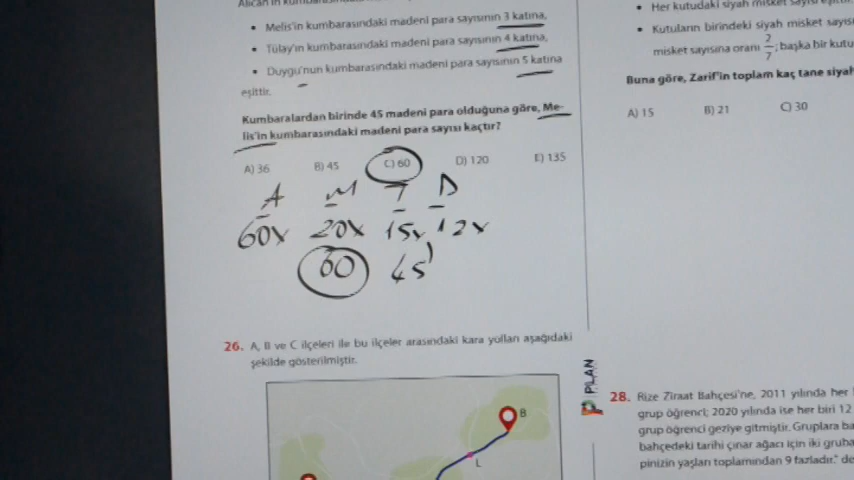 Alican'ın
• Melis'in kumbarasındaki madeni para sayısının 3 katına,
• Tülay'ın kumbarasındaki madeni para sayısının 4 katına,
• Duygu'nun kumbarasındaki madeni para sayısının 5 katına
eşittir.
Kumbaralardan birinde 45 madeni para olduğuna göre, Me-
lis'in kumbarasındaki madeni para sayısı kaçtır?
A) 36 B) 45 C) 60 D) 120 E) 135
A M T D
60x 20x 15x 12x
60 45
26. A, B ve C ilçeleri ile bu ilçeler arasındaki kara yolları aşağıdaki
şekilde gösterilmiştir.
B
L
• Her kutudaki siyah misket sayısı
• Kutuların birindeki siyah misket sayıs
misket sayısına oranı 2/7; başka bir kutu
Buna göre, Zarif'in toplam kaç tane siyah
A) 15 B) 21 C) 30
PLAN
28. Rize Ziraat Bahçesi'ne, 2011 yılında her
grup öğrenci; 2020 yılında ise her biri 12
grup öğrenci geziye gitmiştir. Gruplara ba
bahçedeki tarihi çınar ağacı için iki gruba
pinizin yaşları toplamından 9 fazladır." de